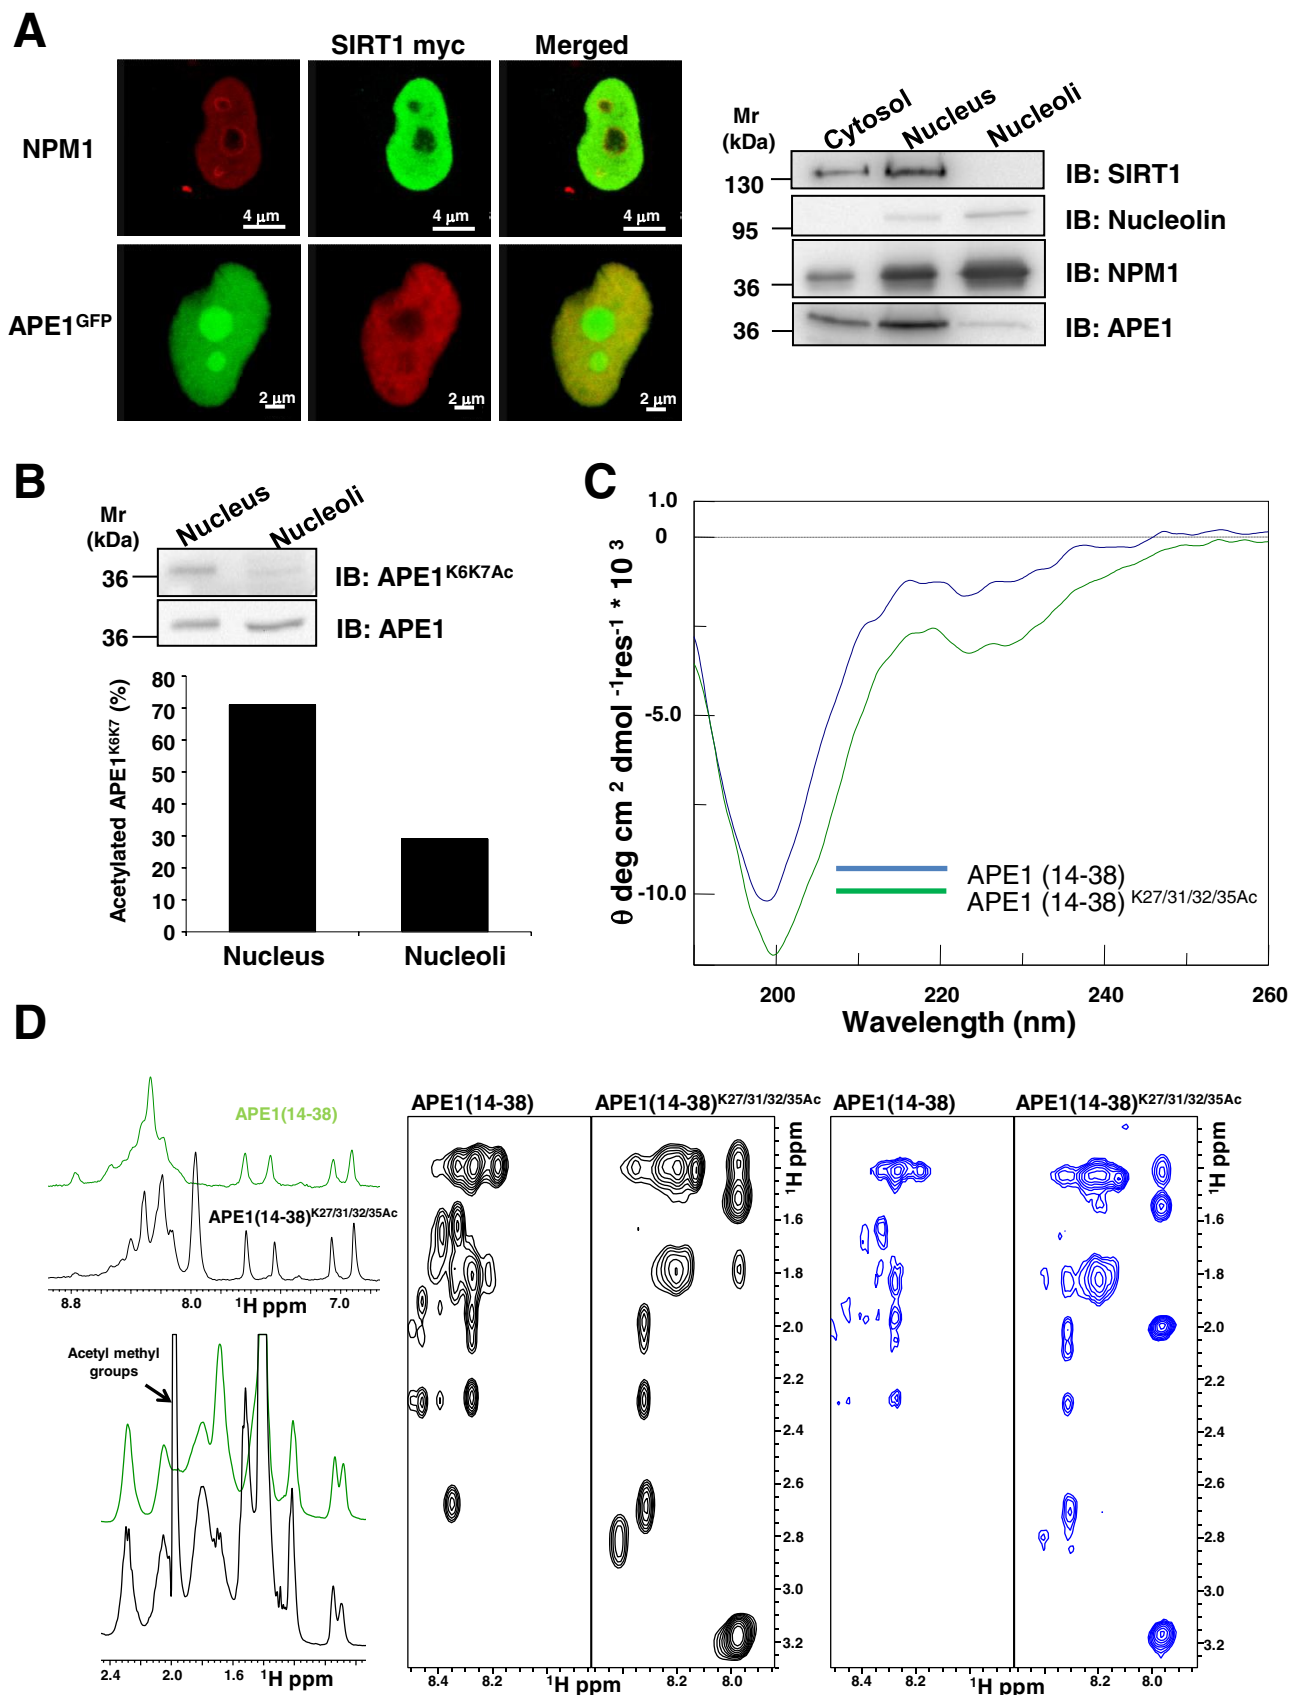 A
SIRT1 myc
Merged
NPM1
4 μm
4 μm
4 μm
APE1GFP
2 μm
2 μm
2 μm
Mr
(kDa)
Cytosol
Nucleus
Nucleoli
130
IB: SIRT1
95
IB: Nucleolin
36
IB: NPM1
36
IB: APE1
B
Mr
(kDa)
Nucleus
Nucleoli
36
IB: APE1K6K7Ac
36
IB: APE1
Acetylated APE1K6K7 (%)
80
70
60
50
40
30
20
10
0
Nucleus
Nucleoli
C
θ deg cm 2 dmol -1res-1 * 10 3
1.0
0
-5.0
-10.0
APE1 (14-38)
APE1 (14-38) K27/31/32/35Ac
200
220
240
260
Wavelength (nm)
D
APE1(14-38)
APE1(14-38)K27/31/32/35Ac
8.8
8.0
1H ppm
7.0
Acetyl methyl
groups
2.4
2.0
1.6
1H ppm
APE1(14-38)
APE1(14-38)K27/31/32/35Ac
1H ppm
1.6
1.8
2.0
2.2
2.4
2.6
2.8
3.0
3.2
8.4
8.2
1H ppm
8.2
8.0
APE1(14-38)
APE1(14-38)K27/31/32/35Ac
1H ppm
1.6
1.8
2.0
2.2
2.4
2.6
2.8
3.0
3.2
8.4
8.2
1H ppm
8.2
8.0